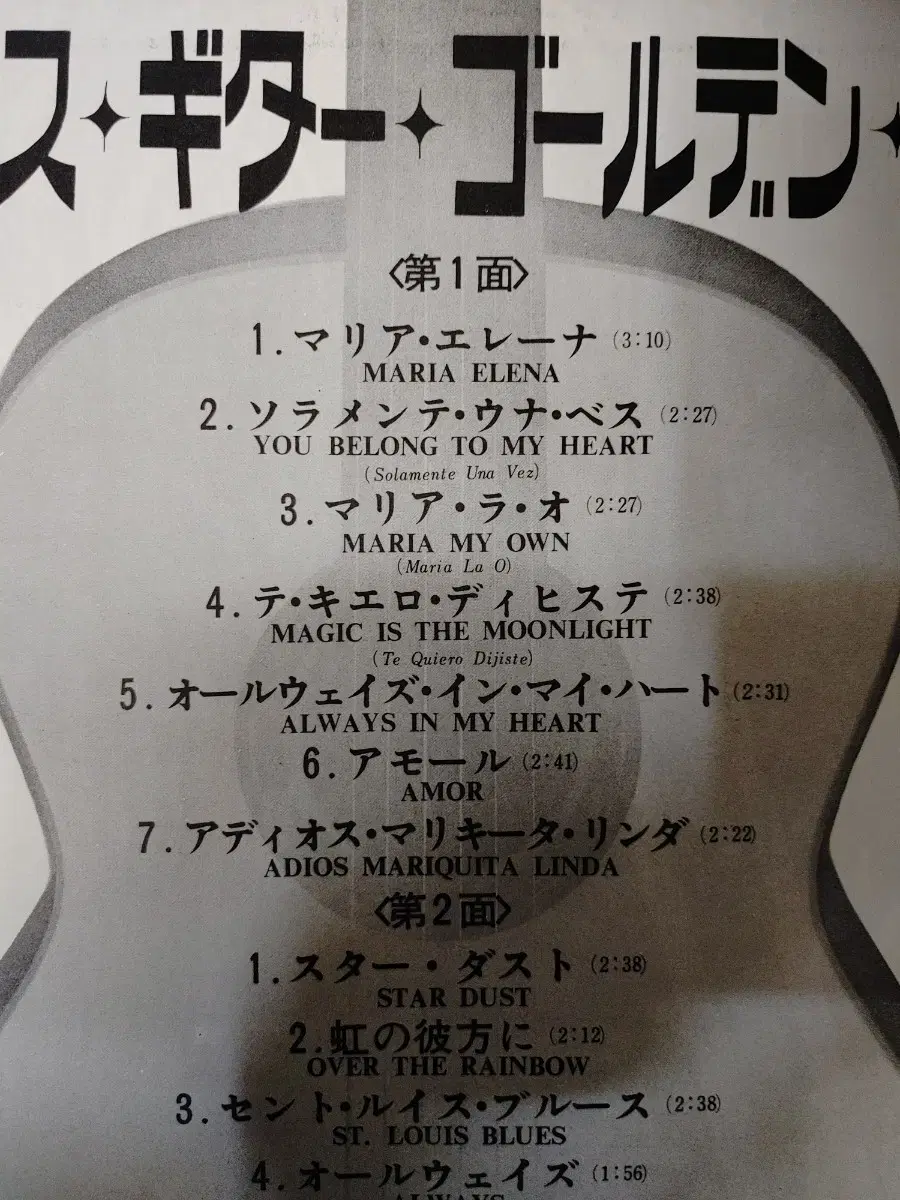 ス✦ギター✦ゴールデン✦
〈第1面〉
1.マリア・エレーナ(3:10)
MARIA ELENA
2.ソラメンテ・ウナ・ベス(2:27)
YOU BELONG TO MY HEART
(Solamente Una Vez)
3.マリア・ラ・オ(2:27)
MARIA MY OWN
(Maria La O)
4.テ・キエロ・ディヒステ(2:38)
MAGIC IS THE MOONLIGHT
(Te Quiero Dijiste)
5.オールウェイズ・イン・マイ・ハート(2:31)
ALWAYS IN MY HEART
6.アモール(2:41)
AMOR
7.アディオス・マリキータ・リンダ(2:22)
ADIOS MARIQUITA LINDA
〈第2面〉
1.スター・ダスト(2:38)
STAR DUST
2.虹の彼方に(2:12)
OVER THE RAINBOW
3.セント・ルイス・ブルース(2:38)
ST. LOUIS BLUES
4.オールウェイズ(1:56)
ALWAYS